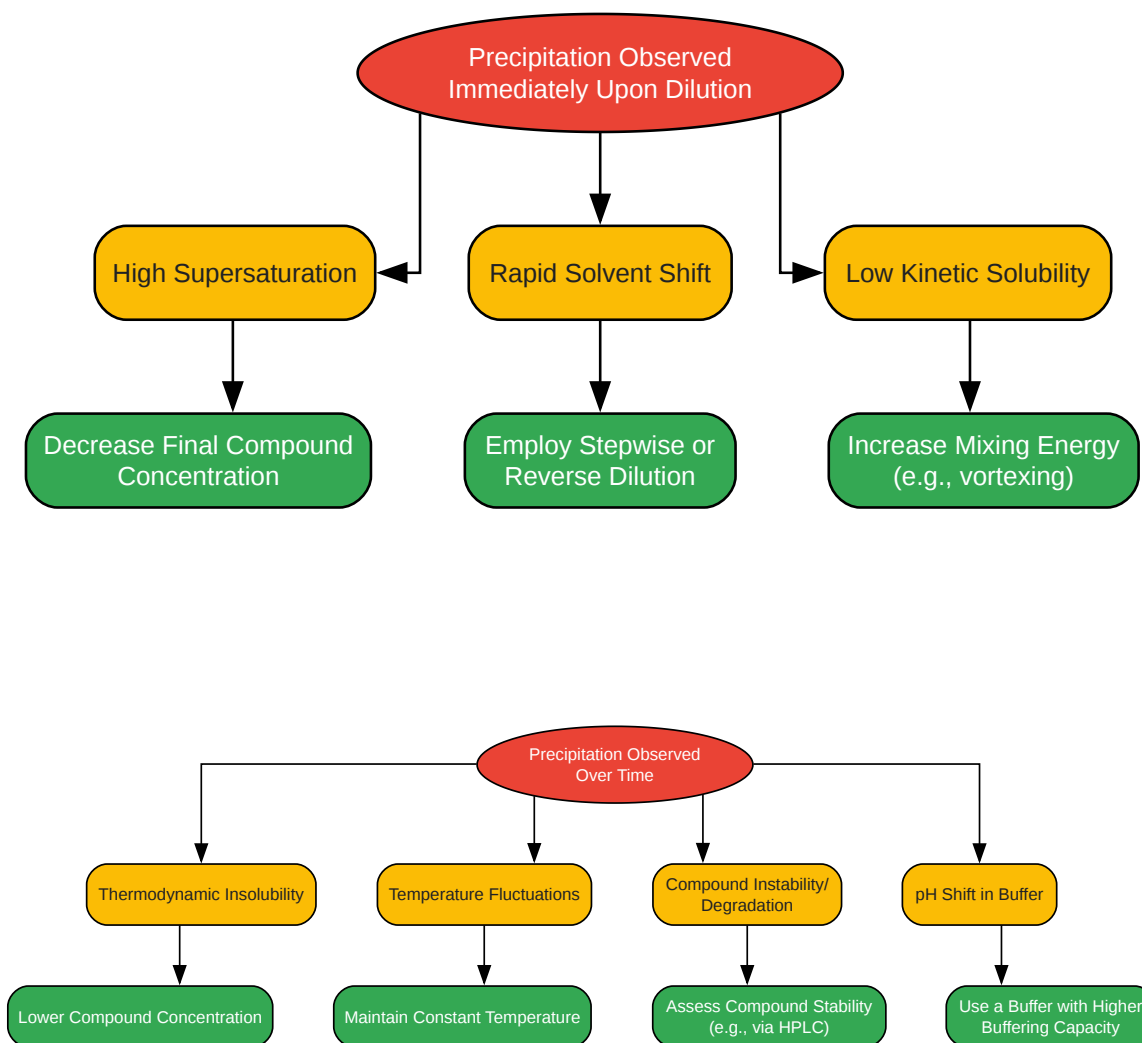 Precipitation Observed
Immediately Upon Dilution
High Supersaturation
Rapid Solvent Shift
Low Kinetic Solubility
Decrease Final Compound
Concentration
Employ Stepwise or
Reverse Dilution
Increase Mixing Energy
(e.g., vortexing)
Precipitation Observed
Over Time
Thermodynamic Insolubility
Temperature Fluctuations
Compound Instability/
Degradation
pH Shift in Buffer
Lower Compound Concentration
Maintain Constant Temperature
Assess Compound Stability
(e.g., via HPLC)
Use a Buffer with Higher
Buffering Capacity